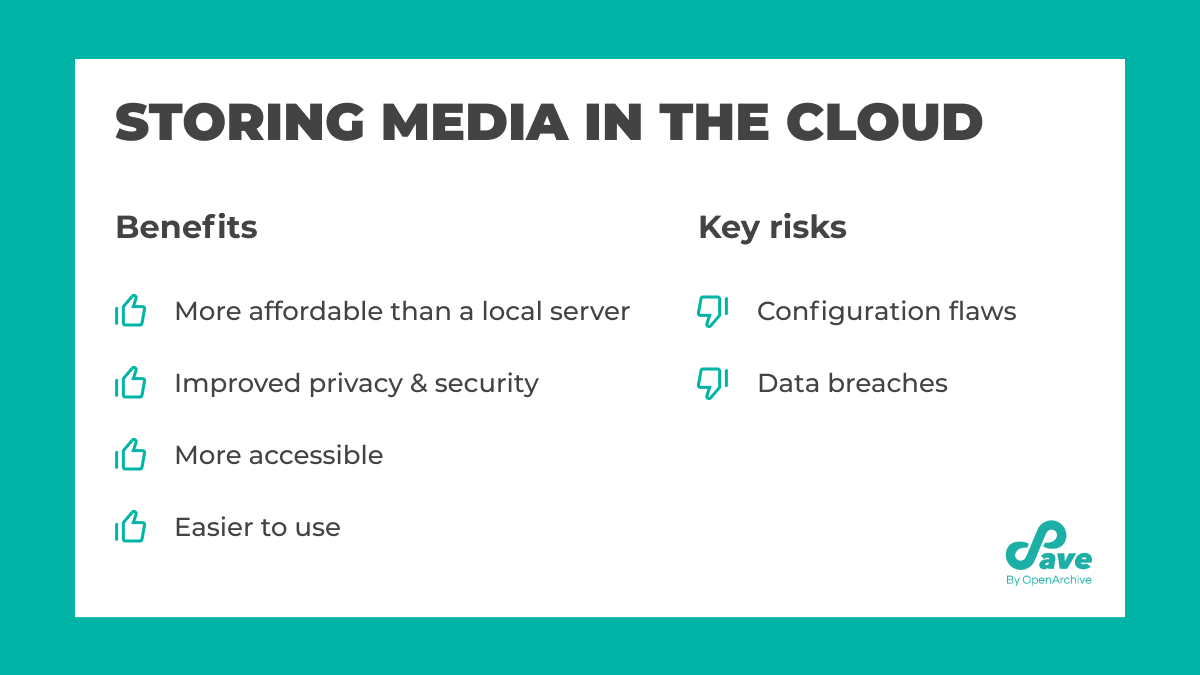 STORING MEDIA IN THE CLOUD
Benefits
More affordable than a local server
Improved privacy & security
More accessible
Easier to use
Key risks
Configuration flaws
Data breaches
Save
By OpenArchive